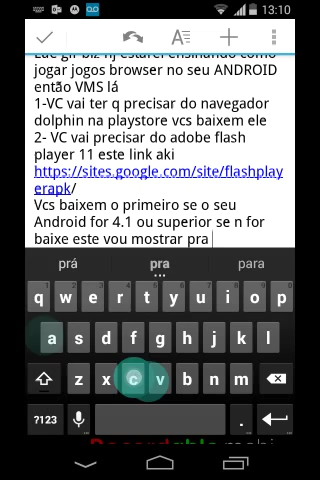 13:10
Eae gir biz hj estarei ensinando como
jogar jogos browser no seu ANDROID
então VMS lá
1-VC vai ter q precisar do navegador
dolphin na playstore vcs baixem ele
2- VC vai precisar do adobe flash
player 11 este link aki
https://sites.google.com/site/flashplay
erapk/
Vcs baixem o primeiro se o seu
Android for 4.1 ou superior se n for
baixe este vou mostrar pra
prá pra para
q w e r t y u i o p
a s d f g h j k l
z x c v b n m
?123 .